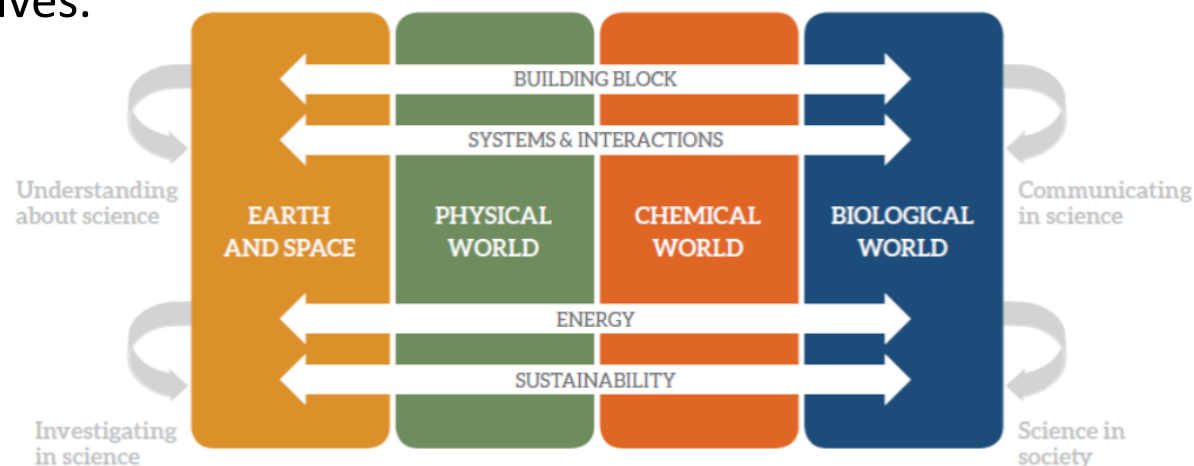 ives.
BUILDING BLOCK
SYSTEMS & INTERACTIONS
Understanding
about science
EARTH
AND SPACE
PHYSICAL
WORLD
CHEMICAL
WORLD
BIOLOGICAL
WORLD
Communicating
in science
ENERGY
SUSTAINABILITY
Investigating
in science
Science in
society